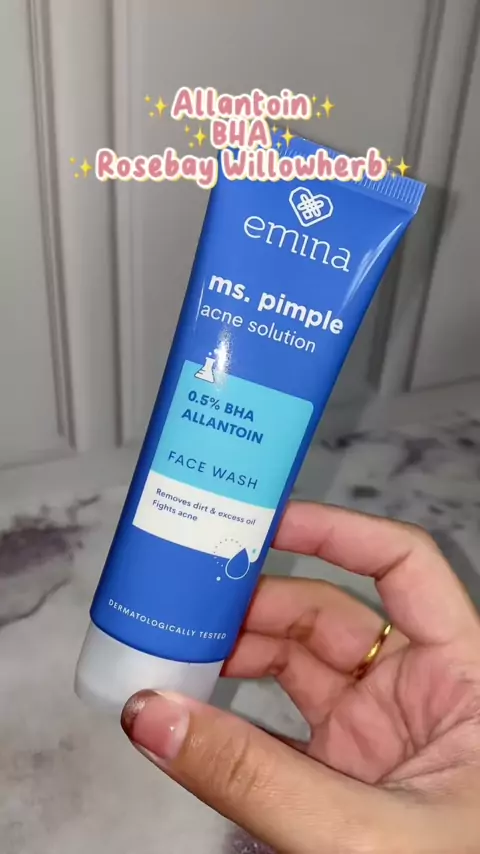 ✨Allantoin✨
✨BHA✨
✨Rosebay Willowherb✨
emina
ms. pimple
acne solution
0.5% BHA
ALLANTOIN
FACE WASH
Removes dirt & excess oil
Fights acne
DERMATOLOGICALLY TESTED